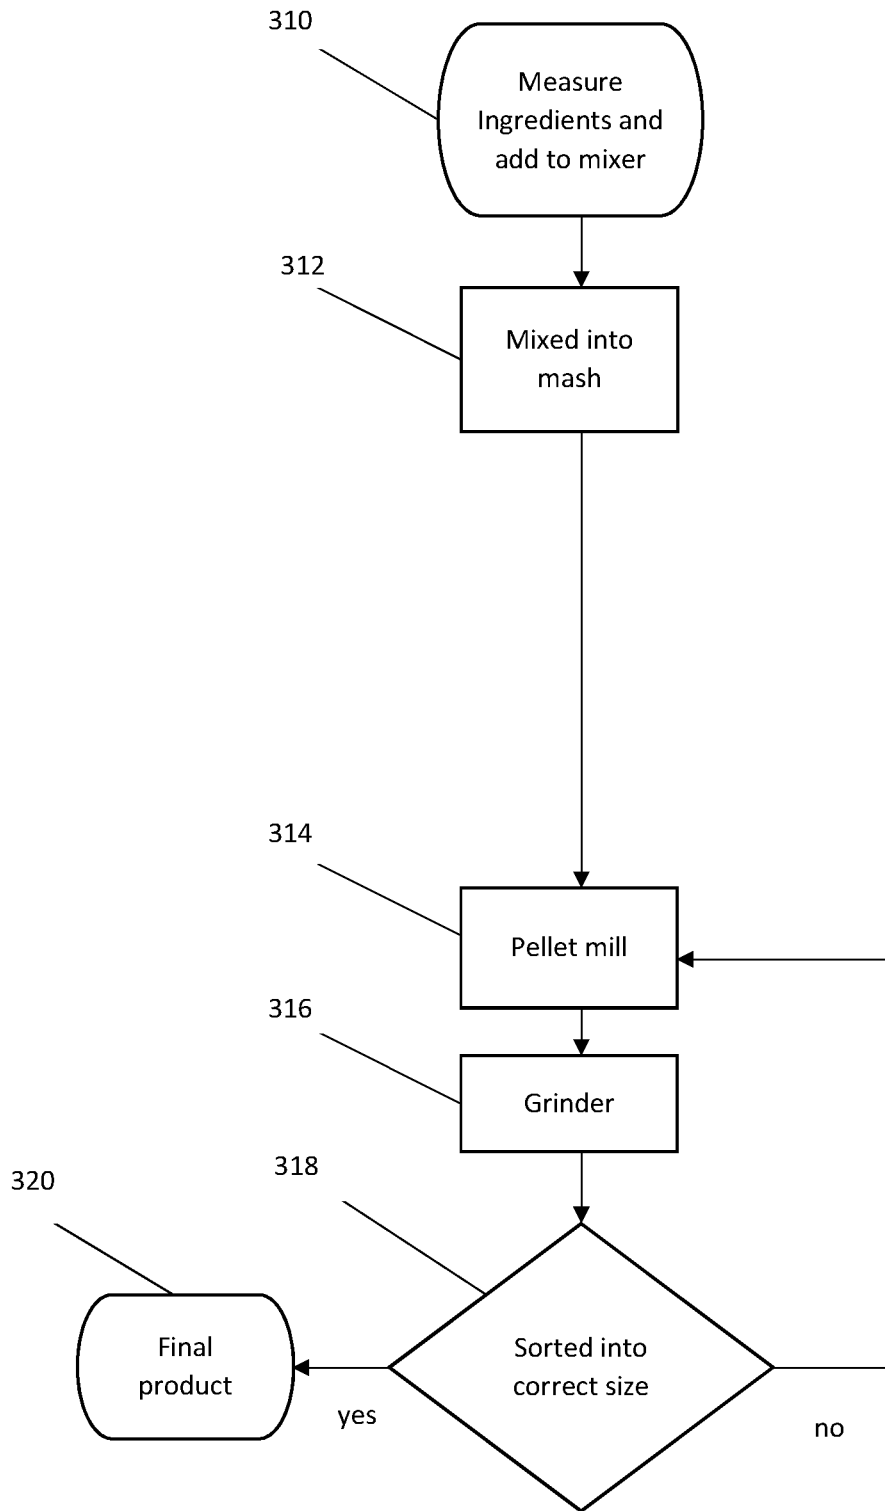 310
Measure
Ingredients and
add to mixer
312
Mixed into
mash
314
Pellet mill
316
Grinder
318
320
Final
product
Sorted into
correct size
yes
no